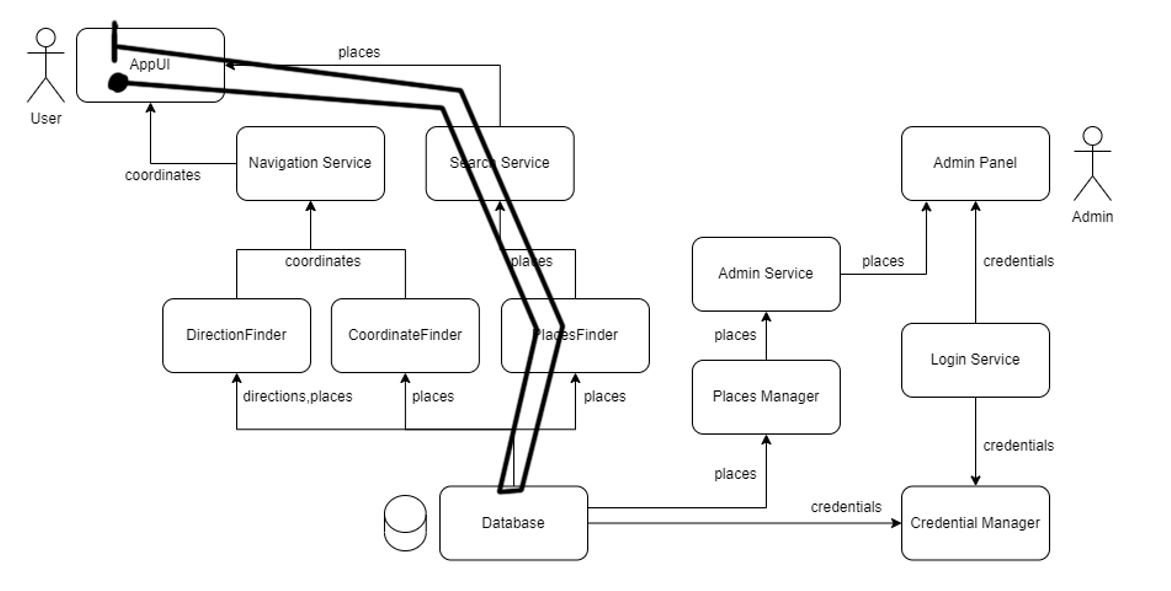 places
AppUI
User
Navigation Service
Search Service
Admin Panel
coordinates
Admin
coordinates
places
Admin Service
places
credentials
DirectionFinder
CoordinateFinder
PlacesFinder
places
Login Service
directions,places
places
places
Places Manager
credentials
places
credentials
Database
Credential Manager